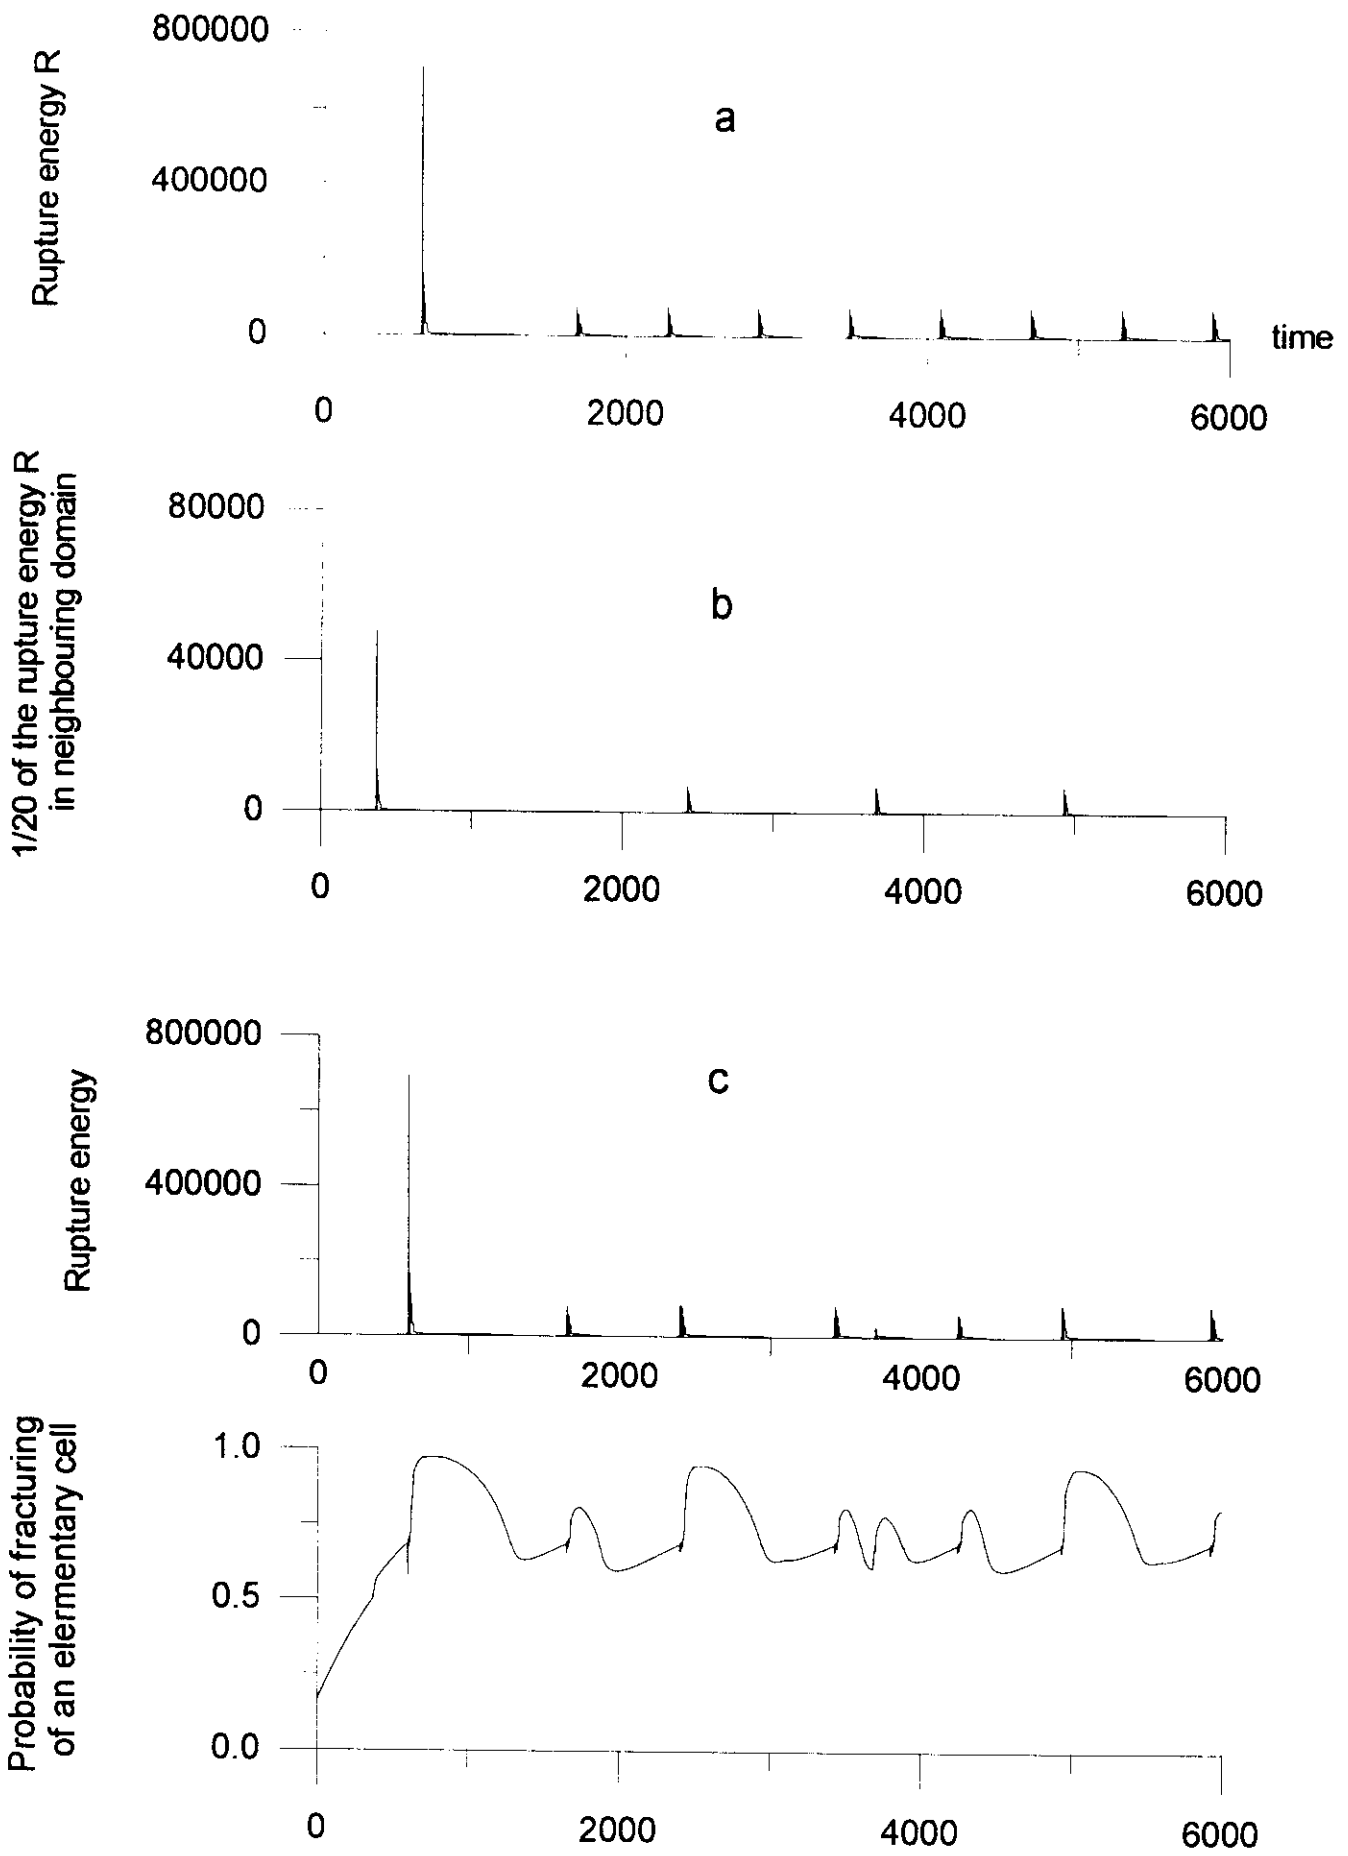 800000
400000
0
Rupture energy R
a
time
0 2000 4000 6000
1/20 of the rupture energy R
in neighbouring domain
80000
40000
0
b
0 2000 4000 6000
Rupture energy
800000
400000
0
c
0 2000 4000 6000
Probability of fracturing
of an elermentary cell
1.0
0.5
0.0
0 2000 4000 6000